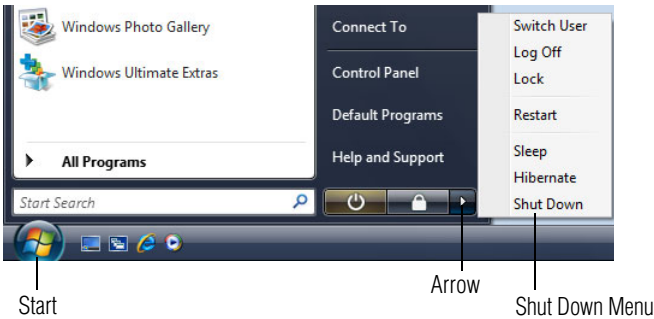 Windows Photo Gallery
Windows Ultimate Extras
All Programs
Start Search
Connect To
Control Panel
Default Programs
Help and Support
Switch User
Log Off
Lock
Restart
Sleep
Hibernate
Shut Down
Start
Arrow
Shut Down Menu